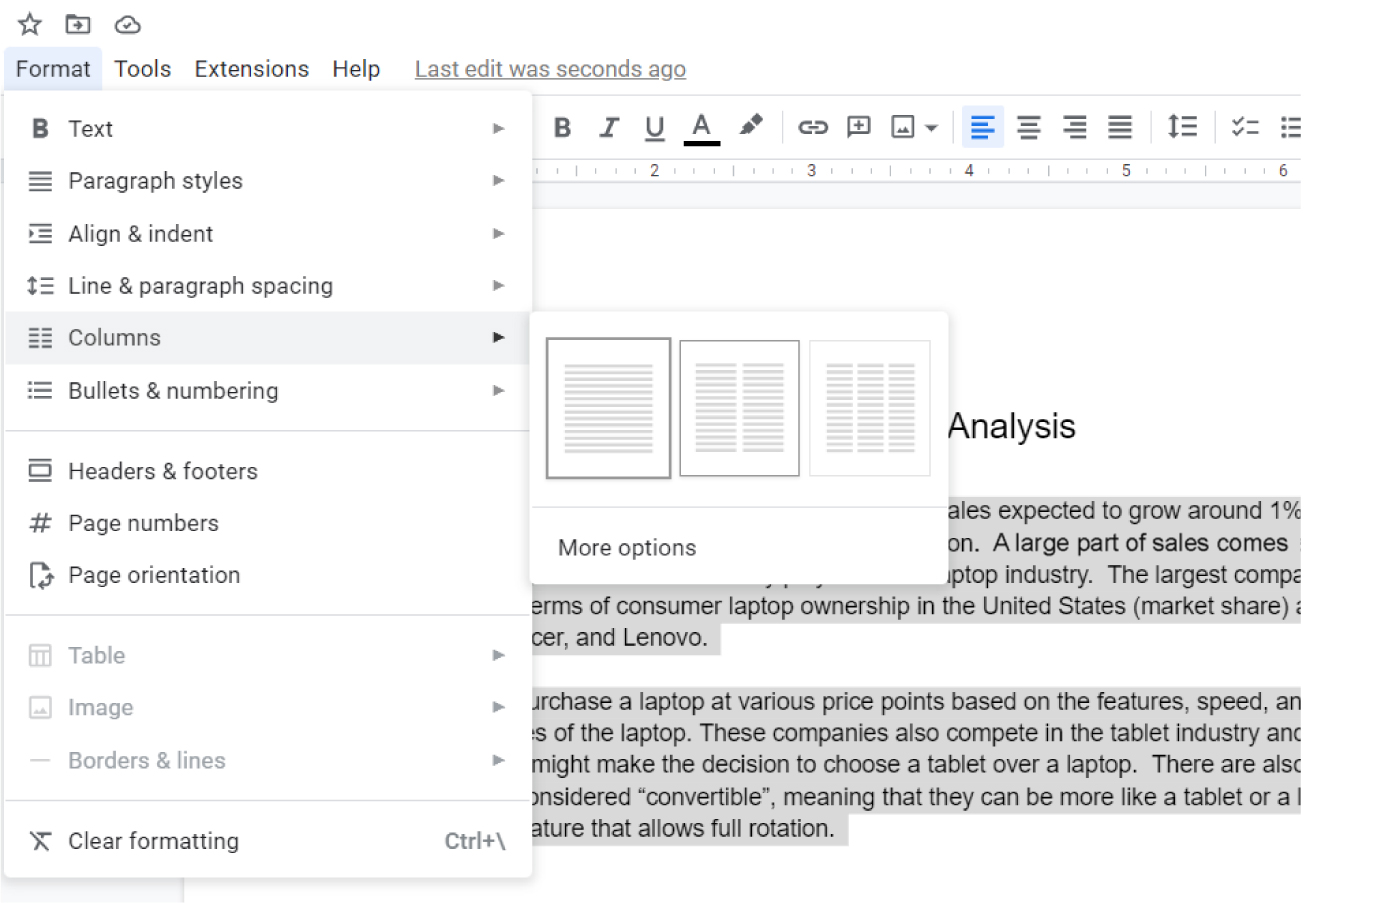 Format Tools Extensions Help Last edit was seconds ago
B I U A
2 3 4 5 6
B Text
Paragraph styles
Align & indent
Line & paragraph spacing
Columns
Bullets & numbering
Headers & footers
# Page numbers
Page orientation
Table
Image
Borders & lines
Clear formatting Ctrl+\
More options
Analysis
ales expected to grow around 1%
on. A large part of sales comes
aptop industry. The largest compa
erms of consumer laptop ownership in the United States (market share) a
cer, and Lenovo.
urchase a laptop at various price points based on the features, speed, an
es of the laptop. These companies also compete in the tablet industry and
might make the decision to choose a tablet over a laptop. There are also
onsidered “convertible”, meaning that they can be more like a tablet or a l
ature that allows full rotation.